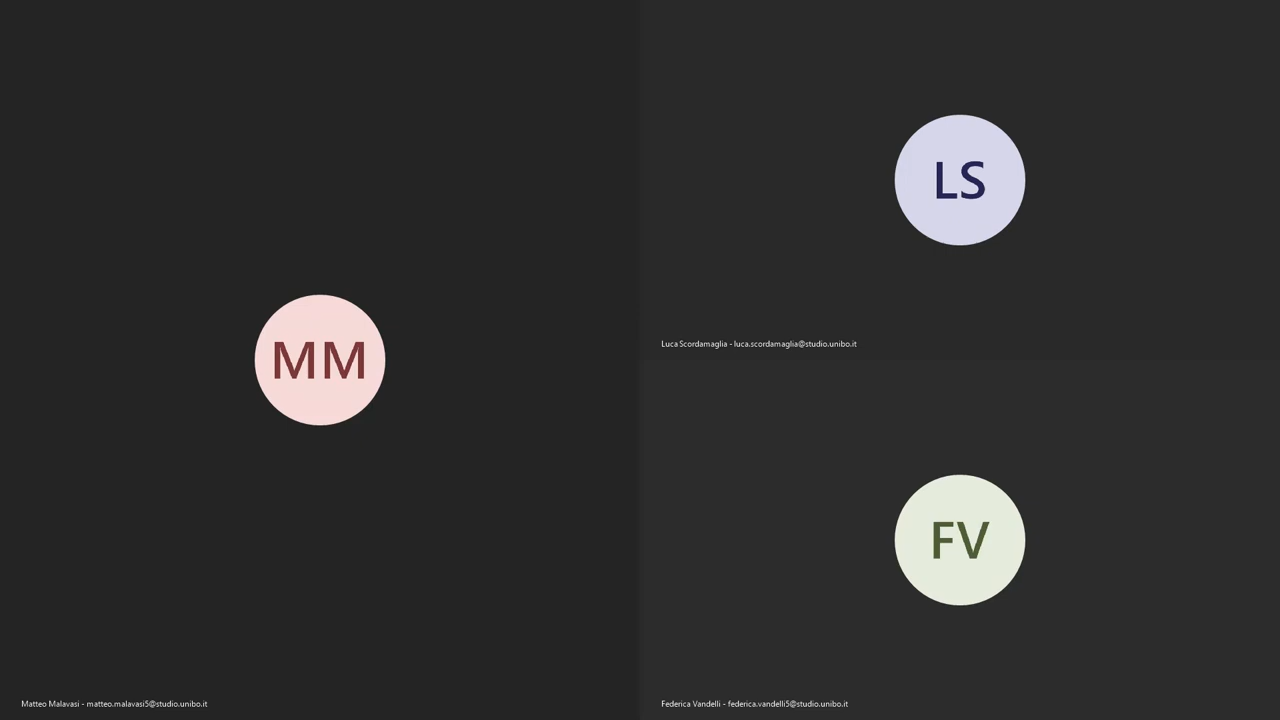 MM
Matteo Malavasi - matteo.malavasi5@studio.unibo.it
LS
Luca Scordamaglia - luca.scordamaglia@studio.unibo.it
FV
Federica Vandelli - federica.vandelli5@studio.unibo.it